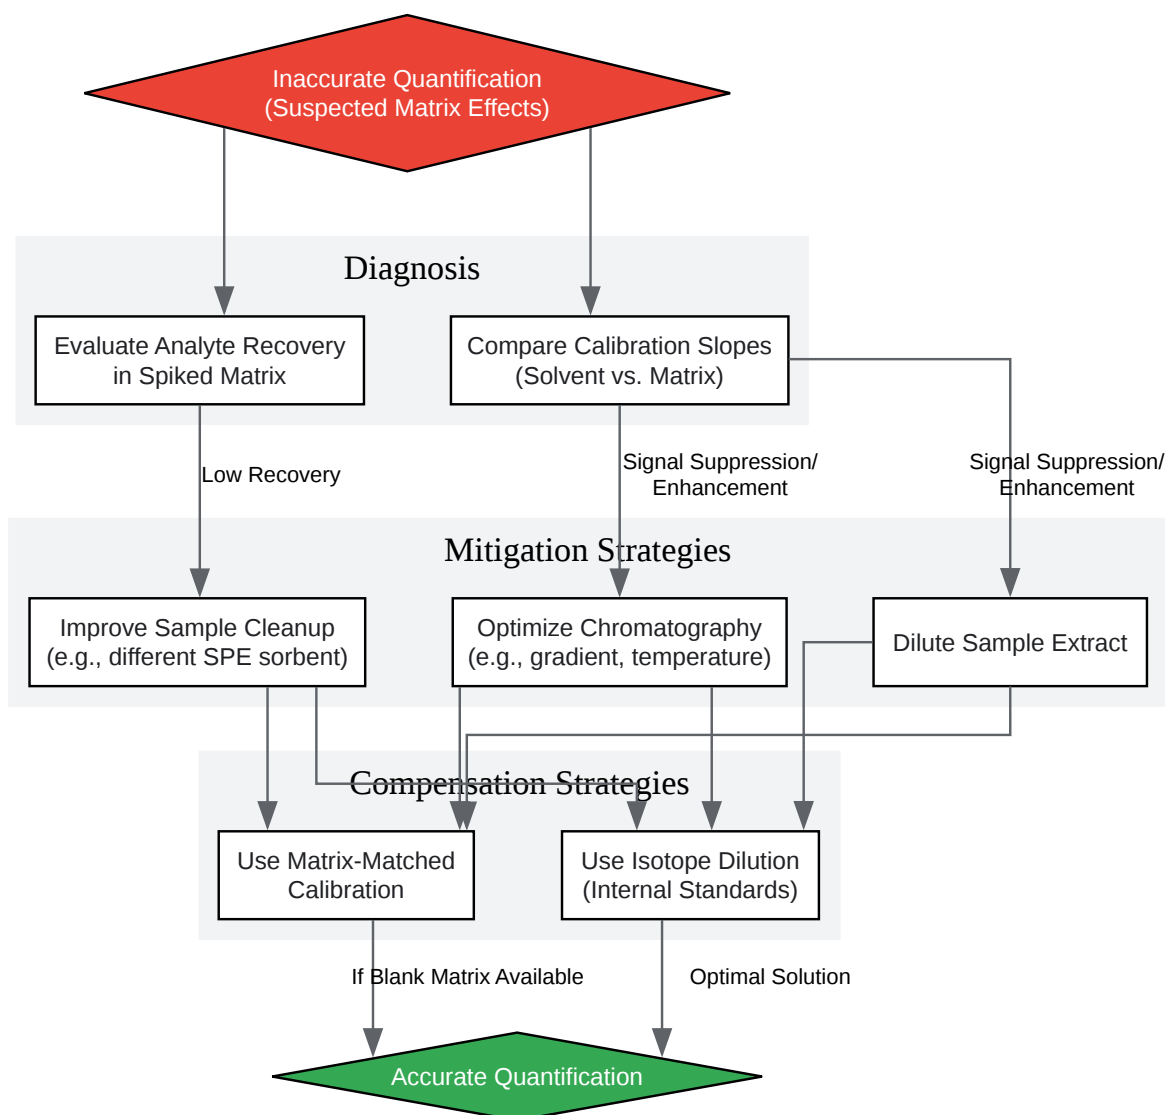 Inaccurate Quantification
(Suspected Matrix Effects)
Diagnosis
Evaluate Analyte Recovery
in Spiked Matrix
Compare Calibration Slopes
(Solvent vs. Matrix)
Low Recovery
Signal Suppression/
Enhancement
Signal Suppression/
Enhancement
Mitigation Strategies
Improve Sample Cleanup
(e.g., different SPE sorbent)
Optimize Chromatography
(e.g., gradient, temperature)
Dilute Sample Extract
Compensation Strategies
Use Matrix-Matched
Calibration
Use Isotope Dilution
(Internal Standards)
If Blank Matrix Available
Optimal Solution
Accurate Quantification